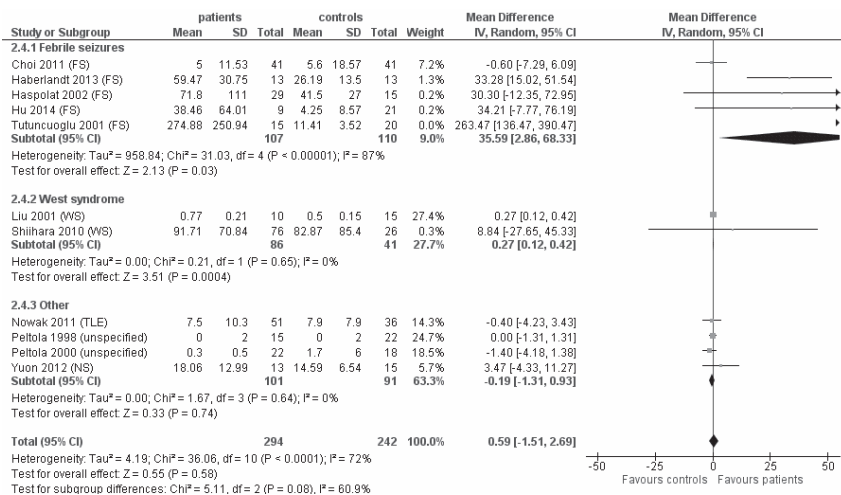 patients controls Mean Difference Mean Difference
Study or Subgroup Mean SD Total Mean SD Total Weight IV, Random, 95% CI IV, Random, 95% CI
2.4.1 Febrile seizures
Choi 2011 (FS) 5 11.53 41 5.6 18.57 41 7.2% -0.60 [-7.29, 6.09]
Haberlandt 2013 (FS) 59.47 30.75 13 26.19 13.5 13 1.3% 33.28 [15.02, 51.54]
Haspolat 2002 (FS) 71.8 111 29 41.5 27 15 0.2% 30.30 [-12.35, 72.95]
Hu 2014 (FS) 38.46 64.01 9 4.25 8.57 21 0.2% 34.21 [-7.77, 76.19]
Tutuncuoglu 2001 (FS) 274.88 250.94 15 11.41 3.52 20 0.0% 263.47 [136.47, 390.47]
Subtotal (95% CI) 107 110 9.0% 35.59 [2.86, 68.33]
Heterogeneity: Tau² = 958.84; Chi² = 31.03, df = 4 (P < 0.00001); I² = 87%
Test for overall effect: Z = 2.13 (P = 0.03)
2.4.2 West syndrome
Liu 2001 (WS) 0.77 0.21 10 0.5 0.15 15 27.4% 0.27 [0.12, 0.42]
Shiihara 2010 (WS) 91.71 70.84 76 82.87 85.4 26 0.3% 8.84 [-27.65, 45.33]
Subtotal (95% CI) 86 41 27.7% 0.27 [0.12, 0.42]
Heterogeneity: Tau² = 0.00; Chi² = 0.21, df = 1 (P = 0.65); I² = 0%
Test for overall effect: Z = 3.51 (P = 0.0004)
2.4.3 Other
Nowak 2011 (TLE) 7.5 10.3 51 7.9 7.9 36 14.3% -0.40 [-4.23, 3.43]
Peltola 1998 (unspecified) 0 2 15 0 2 22 24.7% 0.00 [-1.31, 1.31]
Peltola 2000 (unspecified) 0.3 0.5 22 1.7 6 18 18.5% -1.40 [-4.18, 1.38]
Yuon 2012 (NS) 18.06 12.99 13 14.59 6.54 15 5.7% 3.47 [-4.33, 11.27]
Subtotal (95% CI) 101 91 63.3% -0.19 [-1.31, 0.93]
Heterogeneity: Tau² = 0.00; Chi² = 1.67, df = 3 (P = 0.64); I² = 0%
Test for overall effect: Z = 0.33 (P = 0.74)
Total (95% CI) 294 242 100.0% 0.59 [-1.51, 2.69]
Heterogeneity: Tau² = 4.19; Chi² = 36.06, df = 10 (P < 0.0001); I² = 72%
Test for overall effect: Z = 0.55 (P = 0.58)
Test for subgroup differences: Chi² = 5.11, df = 2 (P = 0.08), I² = 60.9%
-50 -25 0 25 50
Favours controls Favours patients